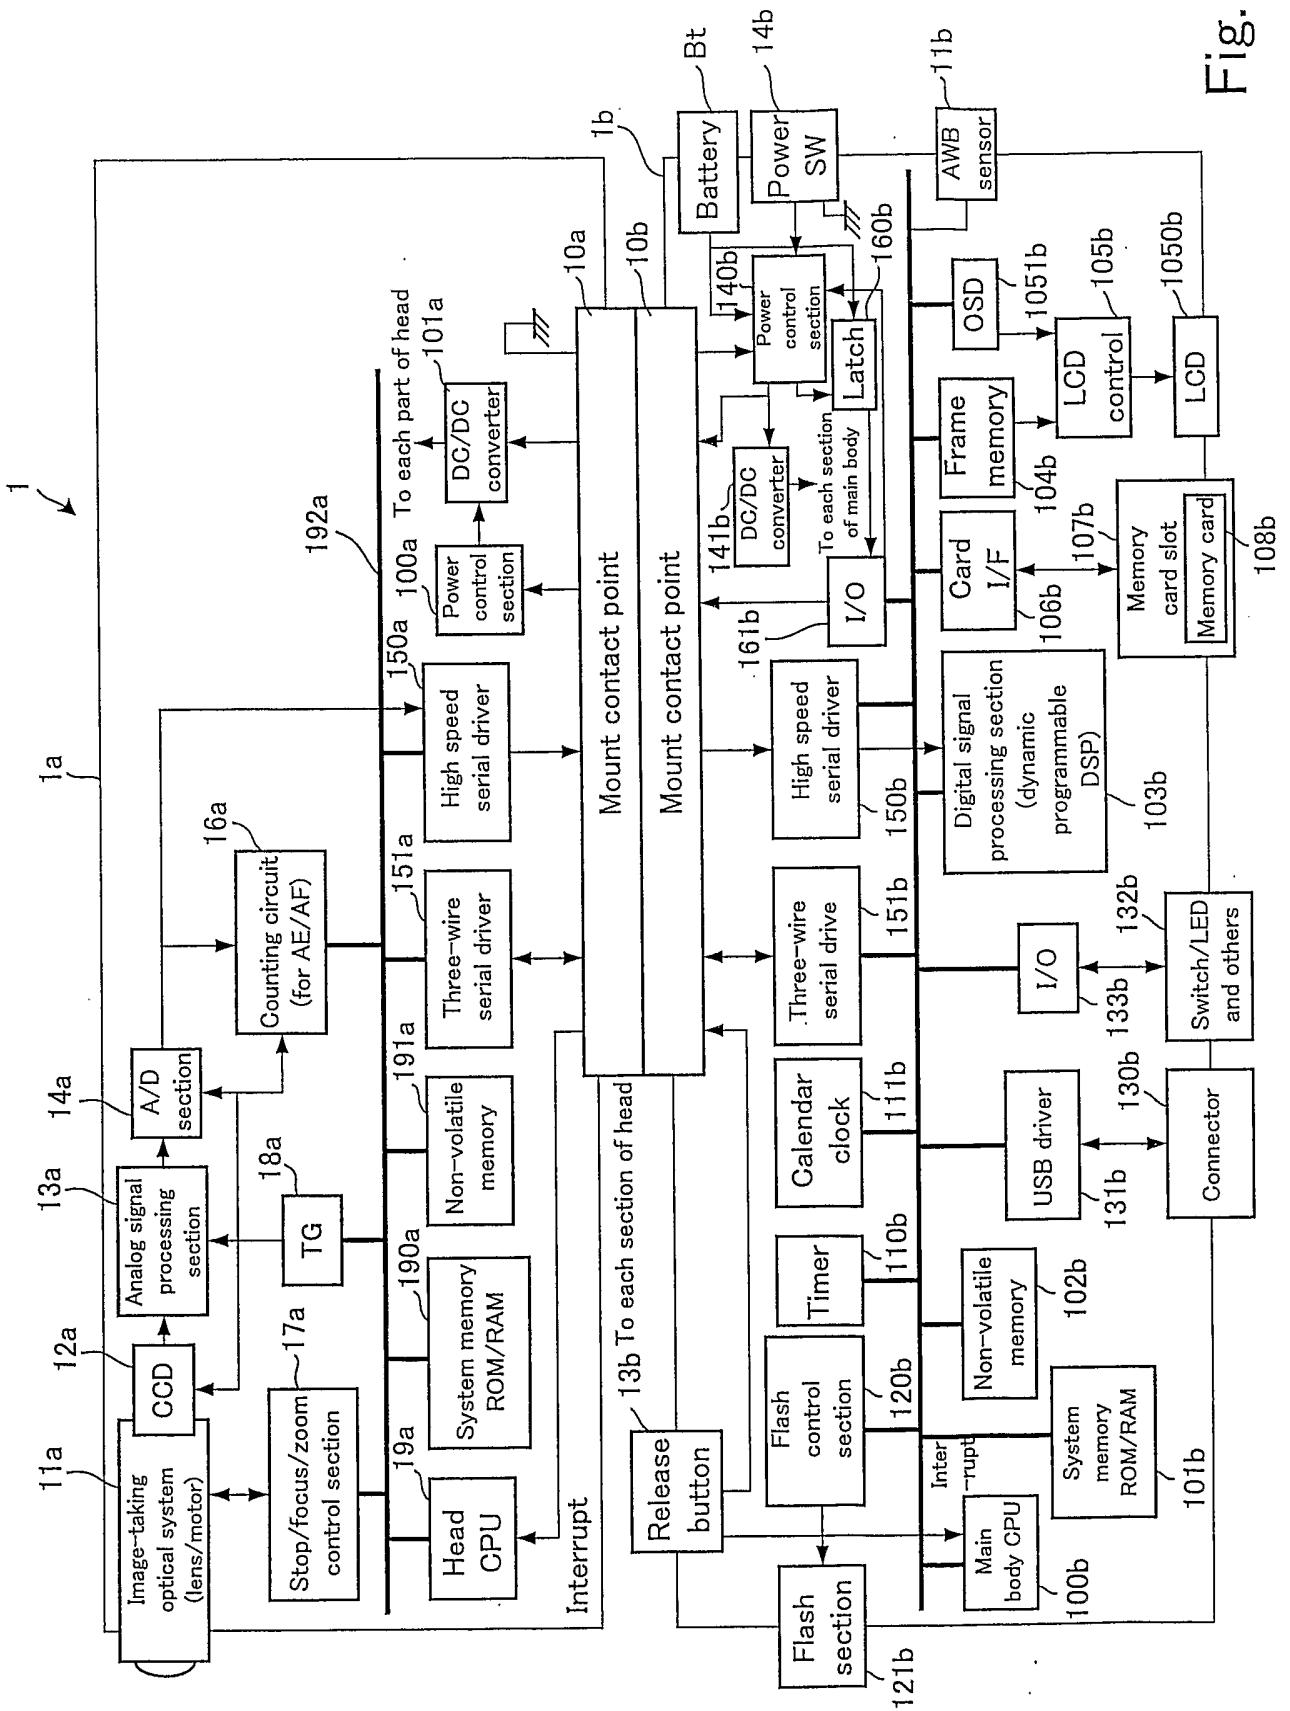 1
1a
11a
Image-taking
optical system
(lens/motor)
12a
CCD
13a
Analog signal
processing
section
14a
A/D
section
16a
Counting circuit
(for AE/AF)
17a
Stop/focus/zoom
control section
18a
TG
192a
19a
Head
CPU
190a
System memory
ROM/RAM
191a
Non-volatile
memory
151a
Three-wire
serial driver
150a
High speed
serial driver
100a
Power
control
section
To each part of head
101a
DC/DC
converter
Interrupt
10a
Mount contact point
10b
Mount contact point
1b
Battery
Bt
Power
SW
14b
AWB
sensor
11b
13b
To each section of head
Release
button
Flash
section
121b
Flash
control
section
120b
Timer
110b
Calendar
clock
111b
Three-wire
serial drive
151b
High speed
serial driver
150b
161b
I/O
141b
DC/DC
converter
To each section
of main body
140b
Power
control
section
Latch
160b
Inter
-rupt
Main
body CPU
100b
System
memory
ROM/RAM
101b
Non-volatile
memory
102b
USB driver
131b
Connector
130b
I/O
133b
Switch/LED
and others
132b
Digital signal
processing section
(dynamic
programmable
DSP)
103b
Card
I/F
106b
Memory
card slot
107b
Memory card
108b
Frame
memory
104b
OSD
1051b
LCD
control
105b
LCD
1050b
Fig.